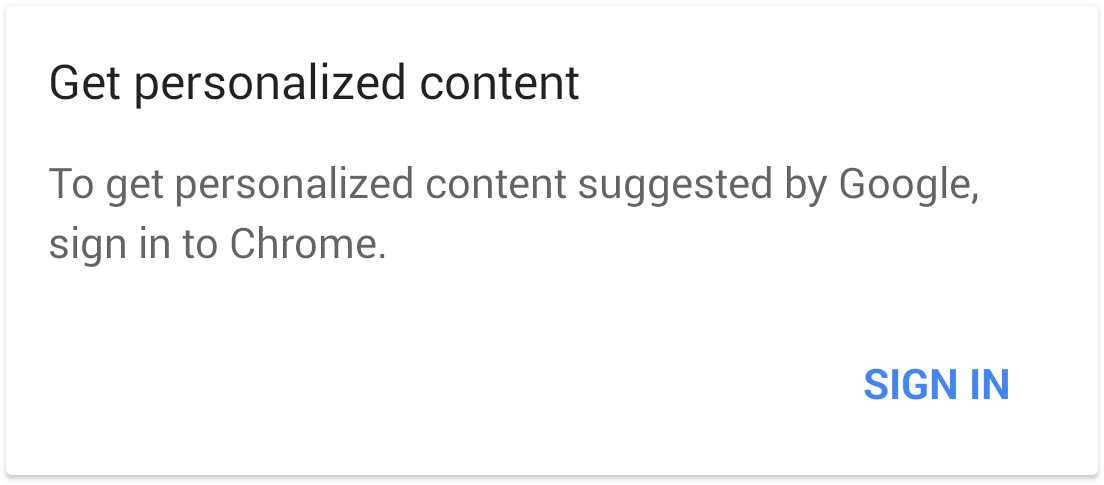 Get personalized content
To get personalized content suggested by Google,
sign in to Chrome.
SIGN IN